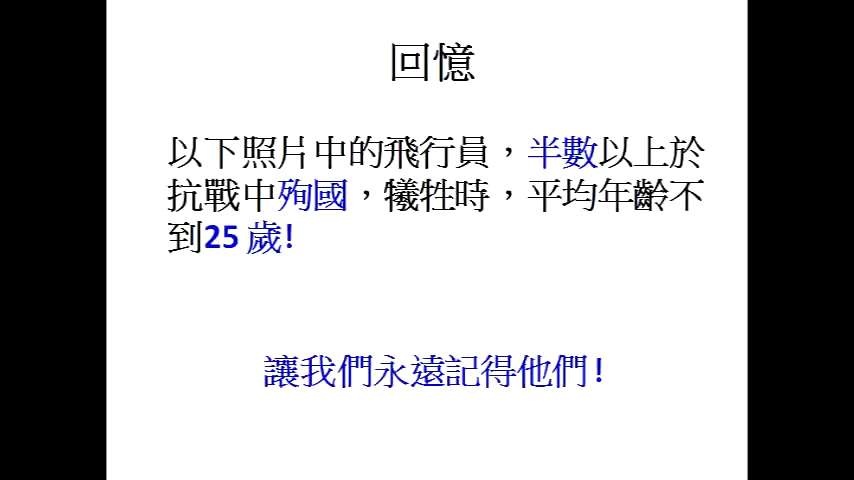 回憶
以下照片中的飛行員，半數以上於
抗戰中殉國，犧牲時，平均年齡不
到25 歲!
讓我們永遠記得他們!